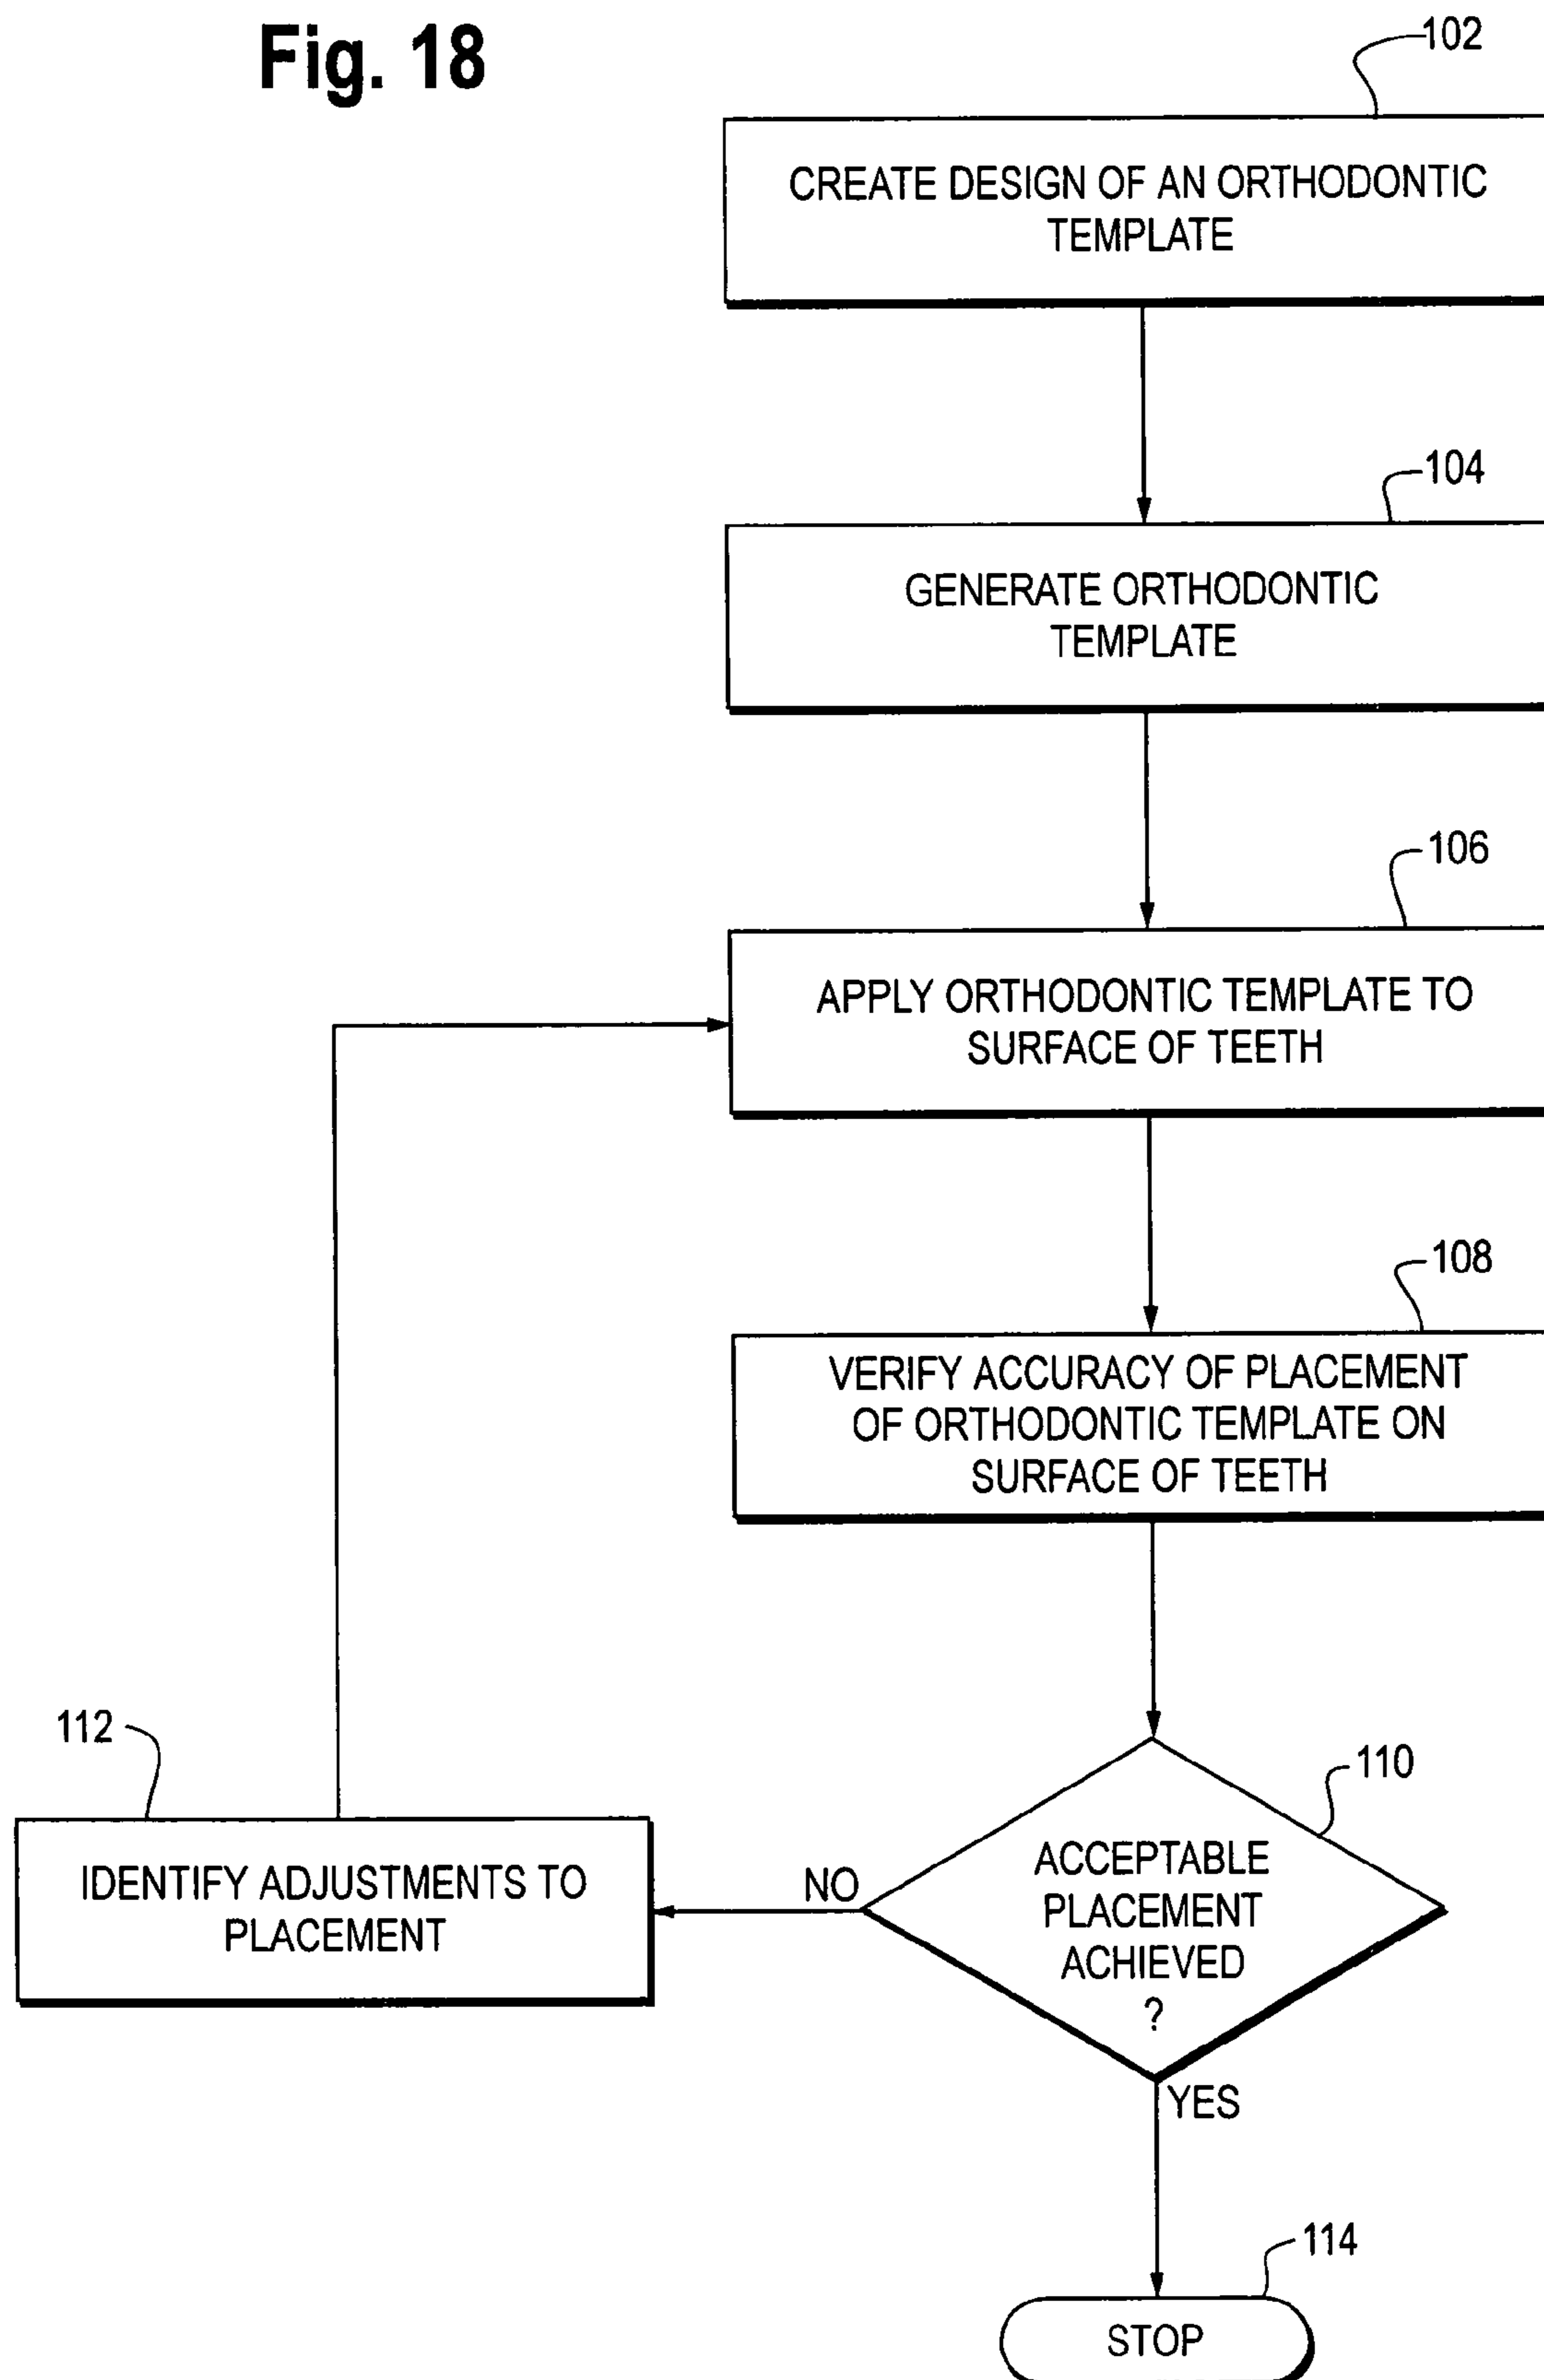 Fig. 18
102
CREATE DESIGN OF AN ORTHODONTIC
TEMPLATE
104
GENERATE ORTHODONTIC
TEMPLATE
106
APPLY ORTHODONTIC TEMPLATE TO
SURFACE OF TEETH
108
VERIFY ACCURACY OF PLACEMENT
OF ORTHODONTIC TEMPLATE ON
SURFACE OF TEETH
110
ACCEPTABLE
PLACEMENT
ACHIEVED
?
NO
112
IDENTIFY ADJUSTMENTS TO
PLACEMENT
YES
114
STOP